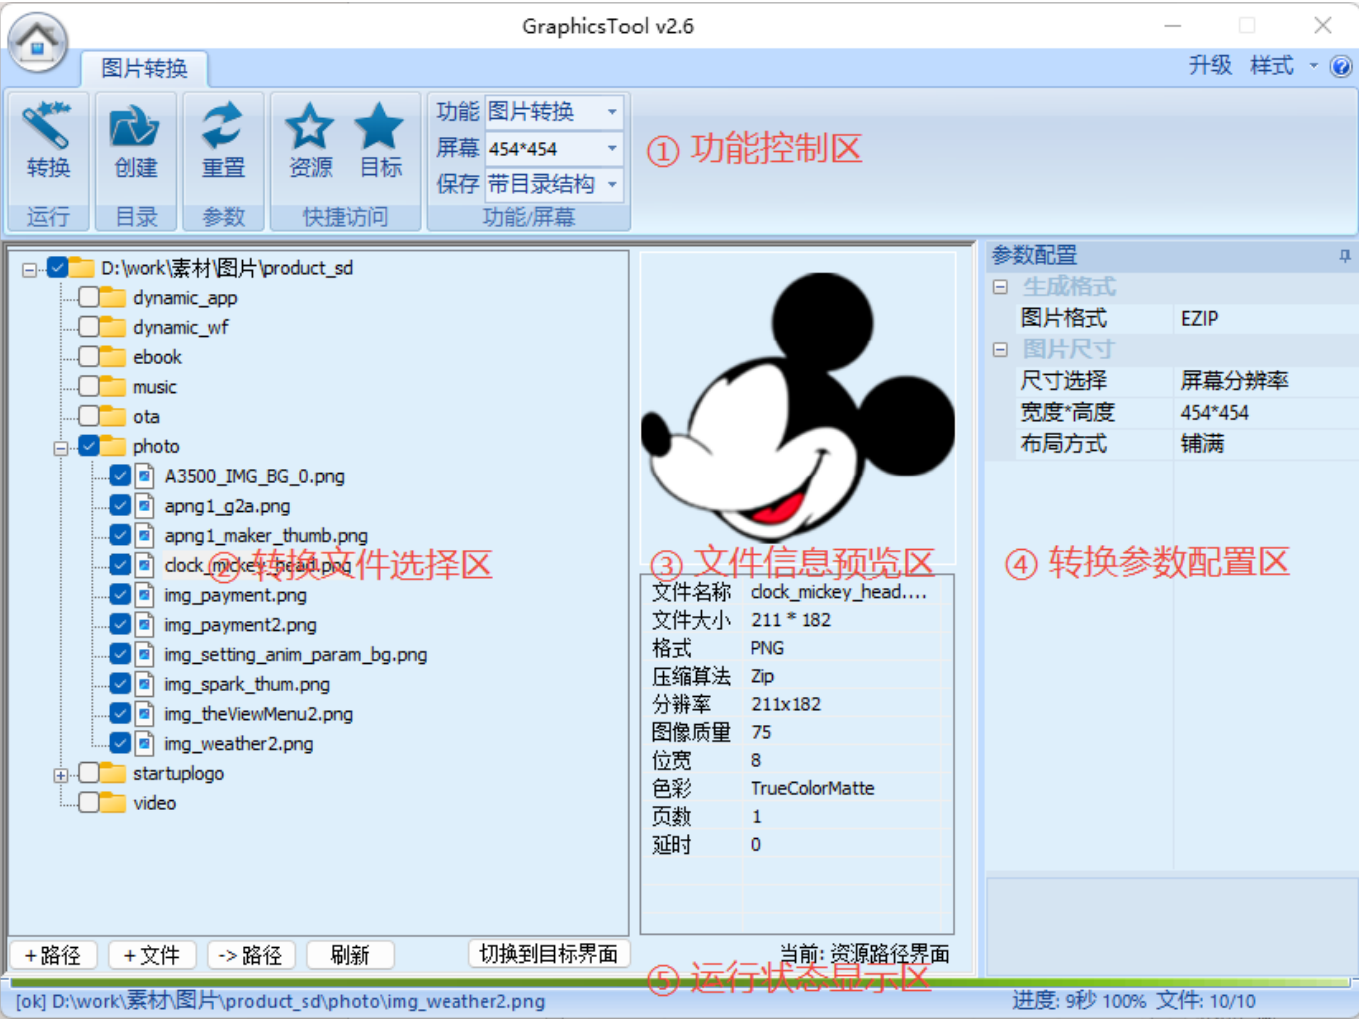 GraphicsTool v2.6
图片转换
升级 样式
转换
创建
重置
资源 目标
功能 图片转换
屏幕 454*454
保存 带目录结构
运行
目录
参数
快捷访问
功能/屏幕
① 功能控制区
D:\work\素材\图片\product_sd
dynamic_app
dynamic_wf
ebook
music
ota
photo
A3500_IMG_BG_0.png
apng1_g2a.png
apng1_maker_thumb.png
clock_mickey_head.png
② 转换文件选择区
img_payment.png
img_payment2.png
img_setting_anim_param_bg.png
img_spark_thum.png
img_theViewMenu2.png
img_weather2.png
startuplogo
video
+路径 +文件 ->路径 刷新 切换到目标界面
③ 文件信息预览区
文件名称 clock_mickey_head....
文件大小 211 * 182
格式 PNG
压缩算法 Zip
分辨率 211x182
图像质量 75
位宽 8
色彩 TrueColorMatte
页数 1
延时 0
当前: 资源路径界面
参数配置
生成格式
图片格式 EZIP
图片尺寸
尺寸选择 屏幕分辨率
宽度*高度 454*454
布局方式 铺满
④ 转换参数配置区
⑤ 运行状态显示区
[ok] D:\work\素材\图片\product_sd\photo\img_weather2.png
进度: 9秒 100% 文件: 10/10